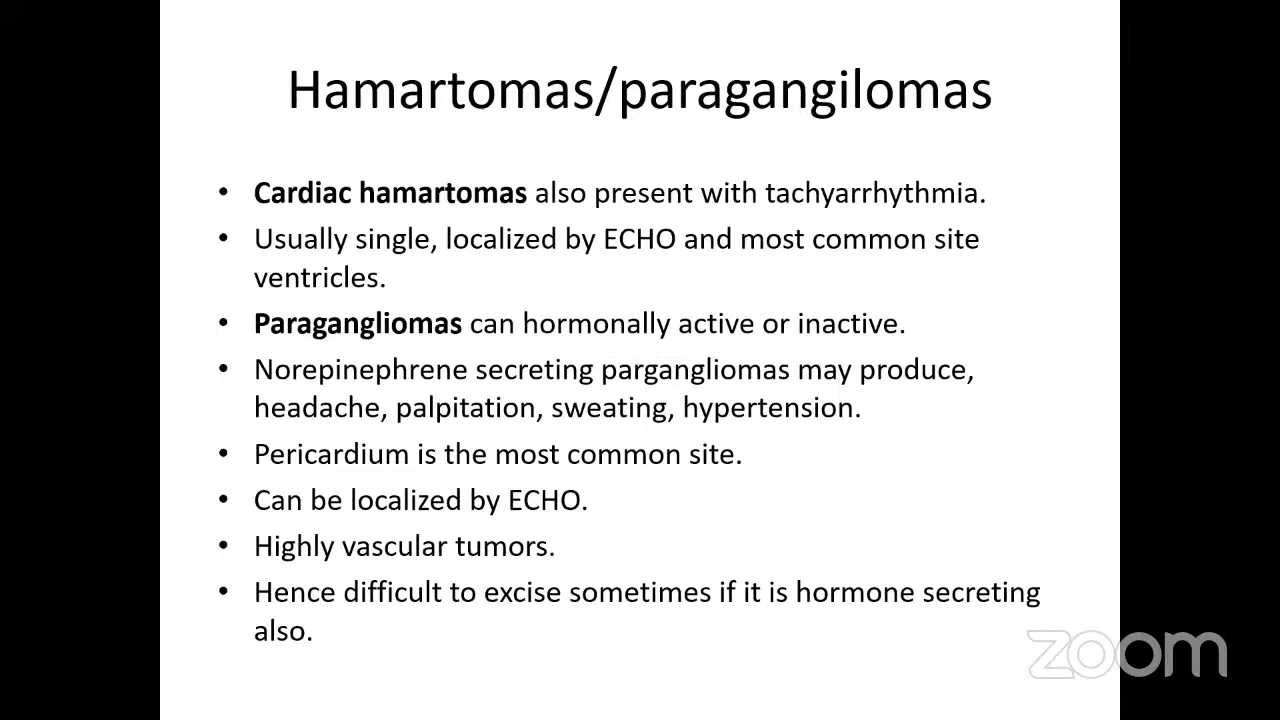 Hamartomas/paragangilomas
• Cardiac hamartomas also present with tachyarrhythmia.
• Usually single, localized by ECHO and most common site
ventricles.
• Paragangliomas can hormonally active or inactive.
• Norepinephrene secreting pargangliomas may produce,
headache, palpitation, sweating, hypertension.
• Pericardium is the most common site.
• Can be localized by ECHO.
• Highly vascular tumors.
• Hence difficult to excise sometimes if it is hormone secreting
also.
zoom